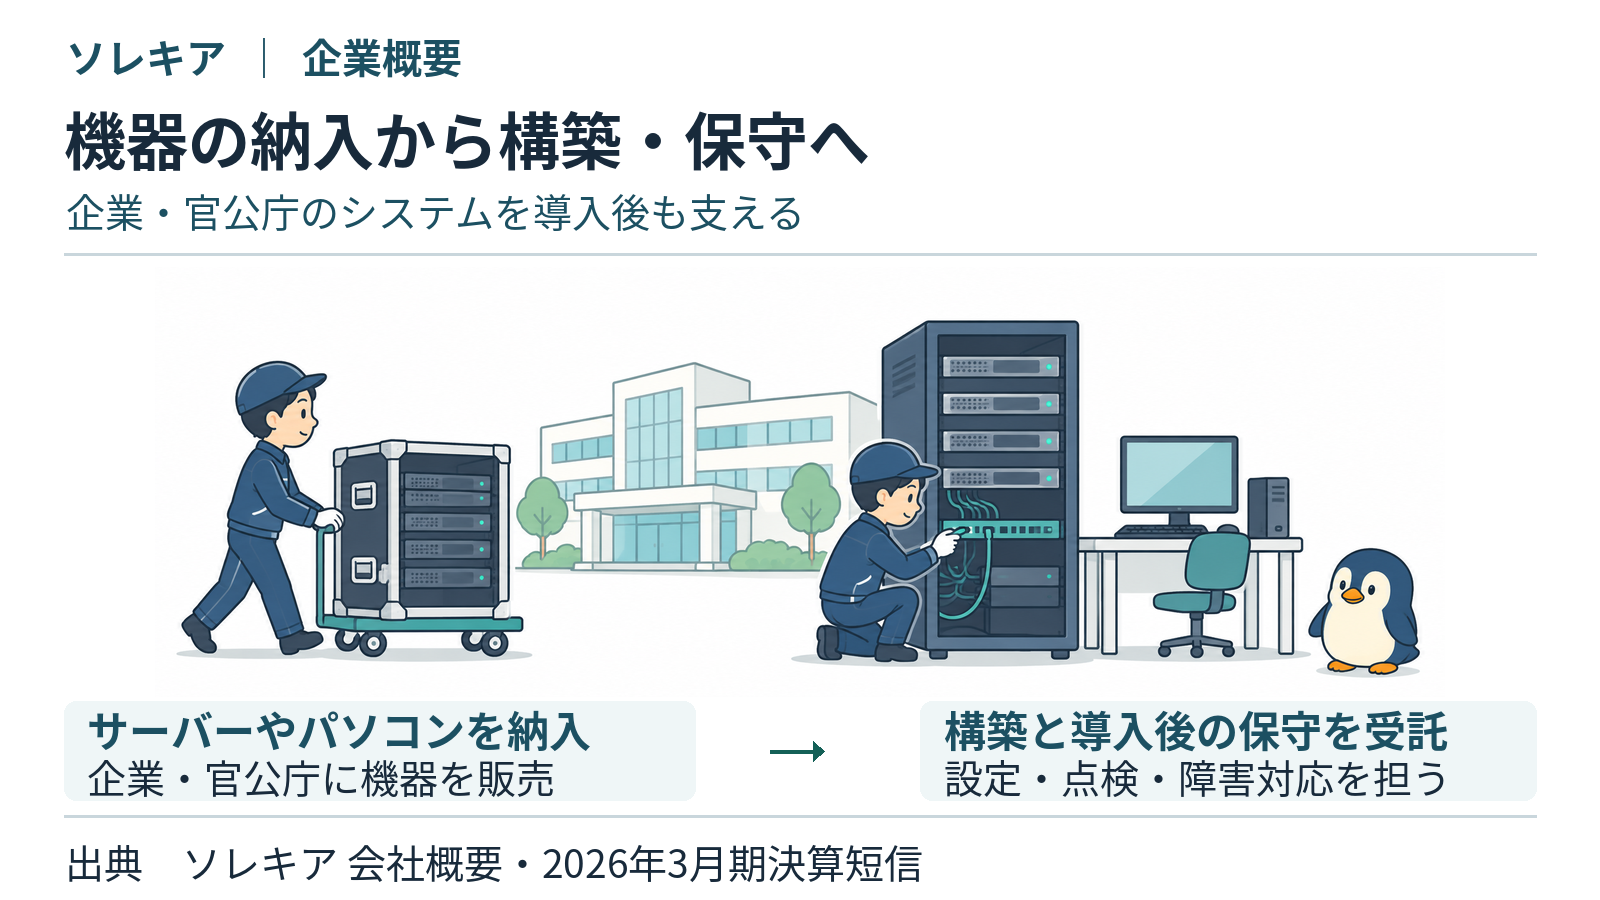 ソレキア ｜ 企業概要
機器の納入から構築・保守へ
企業・官公庁のシステムを導入後も支える
サーバーやパソコンを納入
企業・官公庁に機器を販売
→
構築と導入後の保守を受託
設定・点検・障害対応を担う
出典　ソレキア 会社概要・2026年3月期決算短信